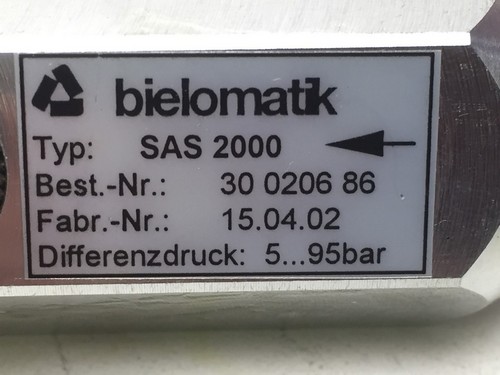 bielomatik
Typ: SAS 2000
Best.-Nr.: 30 0206 86
Fabr.-Nr.: 15.04.02
Differenzdruck: 5...95bar